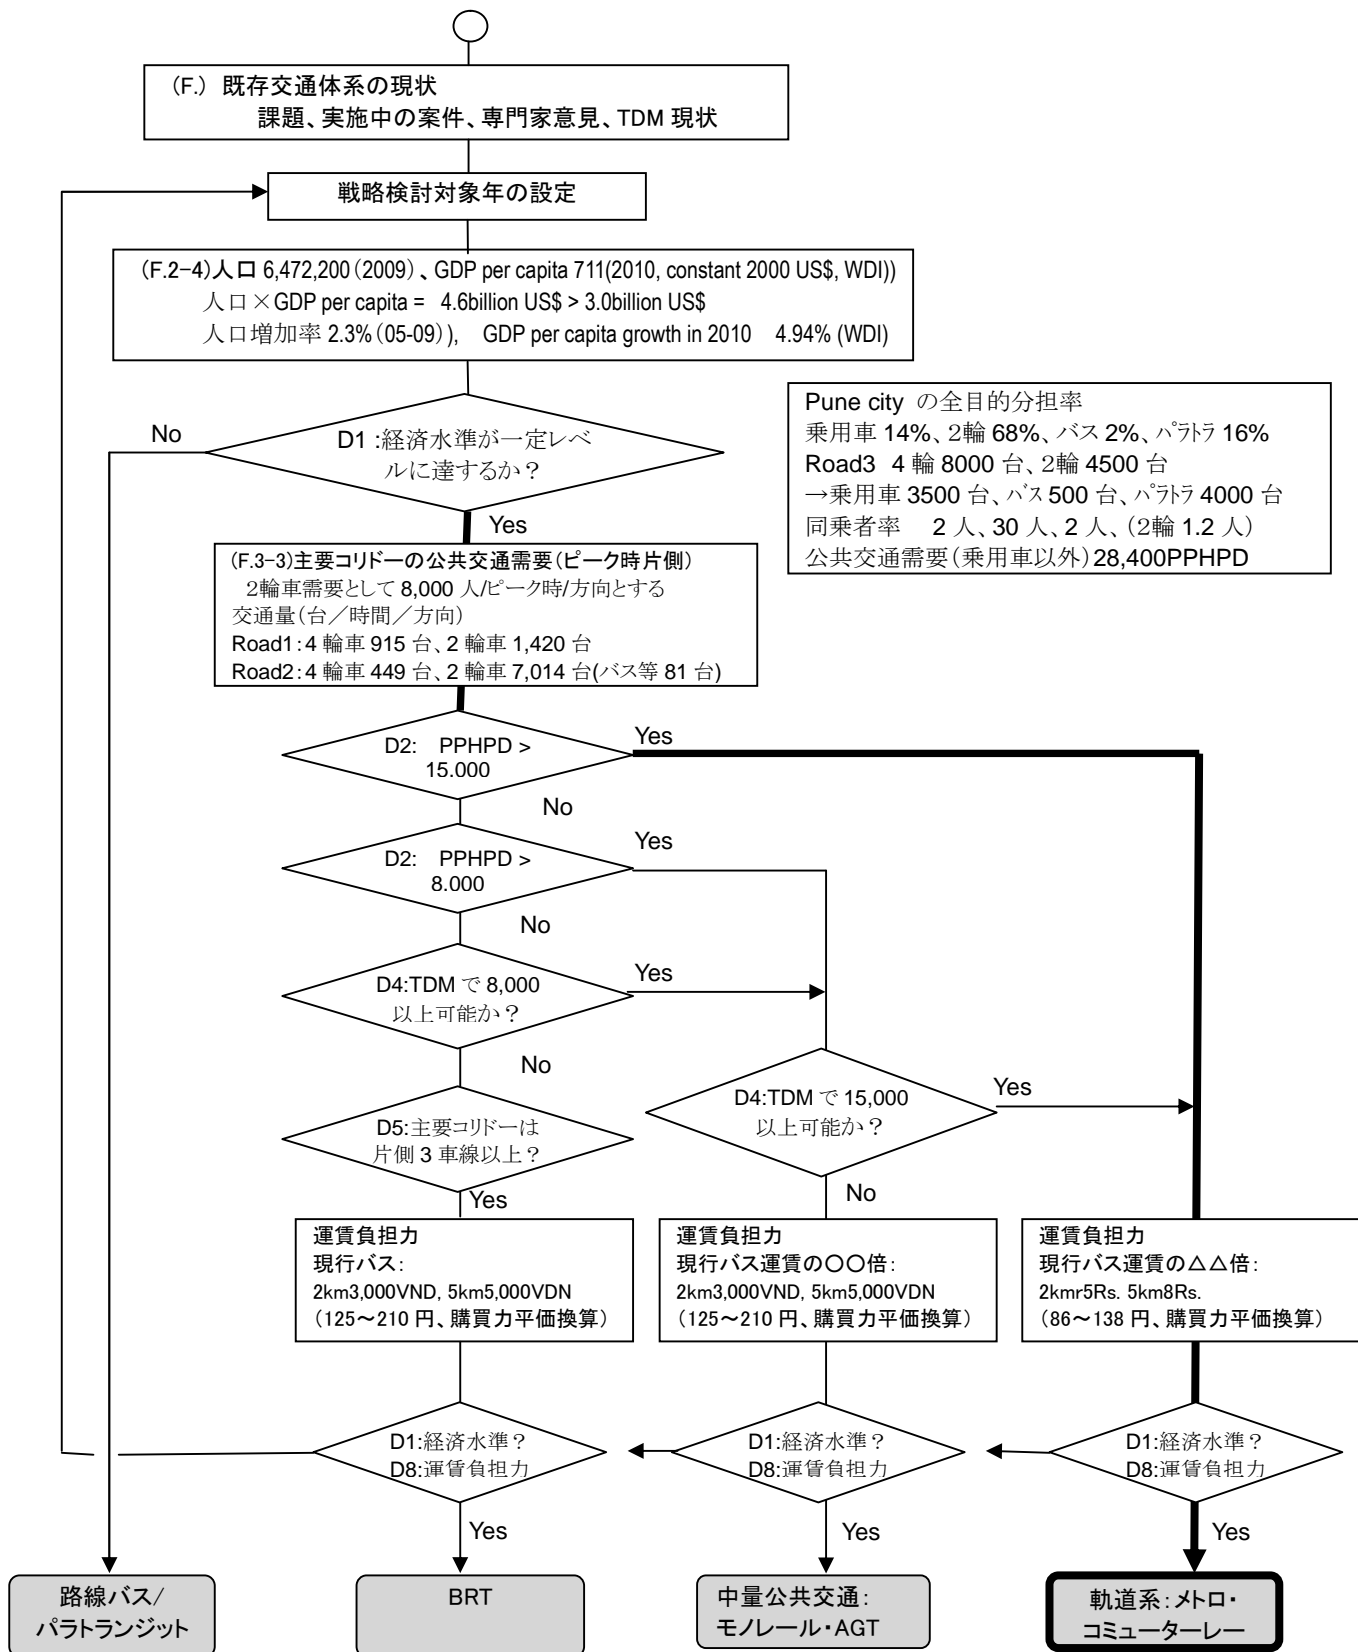 （F.） 既存交通体系の現状
課題、実施中の案件、専門家意見、TDM 現状
戦略検討対象年の設定
（F.2-4）人口 6,472,200（2009）、GDP per capita 711(2010, constant 2000 US$, WDI))
人口×GDP per capita = 4.6billion US$ > 3.0billion US$
人口増加率 2.3%（05-09）), GDP per capita growth in 2010 4.94% (WDI)
Pune city の全目的分担率
乗用車 14%、2輪 68%、バス 2%、パラトラ 16%
Road3 4 輪 8000 台、2輪 4500 台
→乗用車 3500 台、バス 500 台、パラトラ 4000 台
同乗者率 2 人、30 人、2 人、（2輪 1.2 人）
公共交通需要（乗用車以外）28,400PPHPD
No
D1 :経済水準が一定レベ
ルに達するか？
Yes
（F.3-3）主要コリドーの公共交通需要（ピーク時片側）
2輪車需要として 8,000 人/ピーク時/方向とする
交通量（台／時間／方向）
Road1：4 輪車 915 台、2 輪車 1,420 台
Road2：4 輪車 449 台、2 輪車 7,014 台(バス等 81 台)
D2: PPHPD >
15.000
Yes
No
D2: PPHPD >
8.000
Yes
No
D4:TDM で 8,000
以上可能か？
Yes
No
D4:TDM で 15,000
以上可能か？
Yes
D5:主要コリドーは
片側 3 車線以上？
Yes
No
運賃負担力
現行バス：
2km3,000VND, 5km5,000VDN
（125～210 円、購買力平価換算）
運賃負担力
現行バス運賃の〇〇倍：
2km3,000VND, 5km5,000VDN
（125～210 円、購買力平価換算）
運賃負担力
現行バス運賃の△△倍：
2kmr5Rs. 5km8Rs.
（86～138 円、購買力平価換算）
D1:経済水準？
D8:運賃負担力
D1:経済水準？
D8:運賃負担力
D1:経済水準？
D8:運賃負担力
Yes
Yes
Yes
路線バス/
パラトランジット
BRT
中量公共交通：
モノレール・AGT
軌道系：メトロ・
コミューターレー